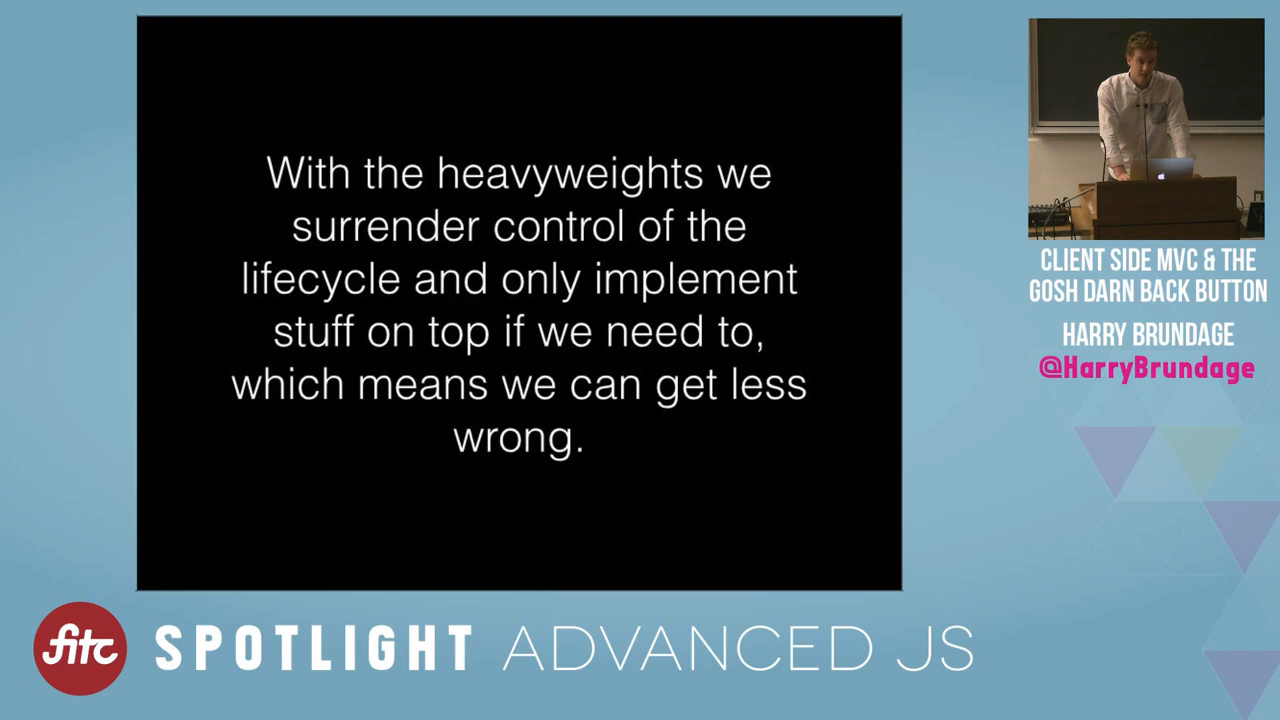 With the heavyweights we
surrender control of the
lifecycle and only implement
stuff on top if we need to,
which means we can get less
wrong.
CLIENT SIDE MVC & THE
GOSH DARN BACK BUTTON
HARRY BRUNDAGE
@HarryBrundage
fitc
SPOTLIGHT ADVANCED JS